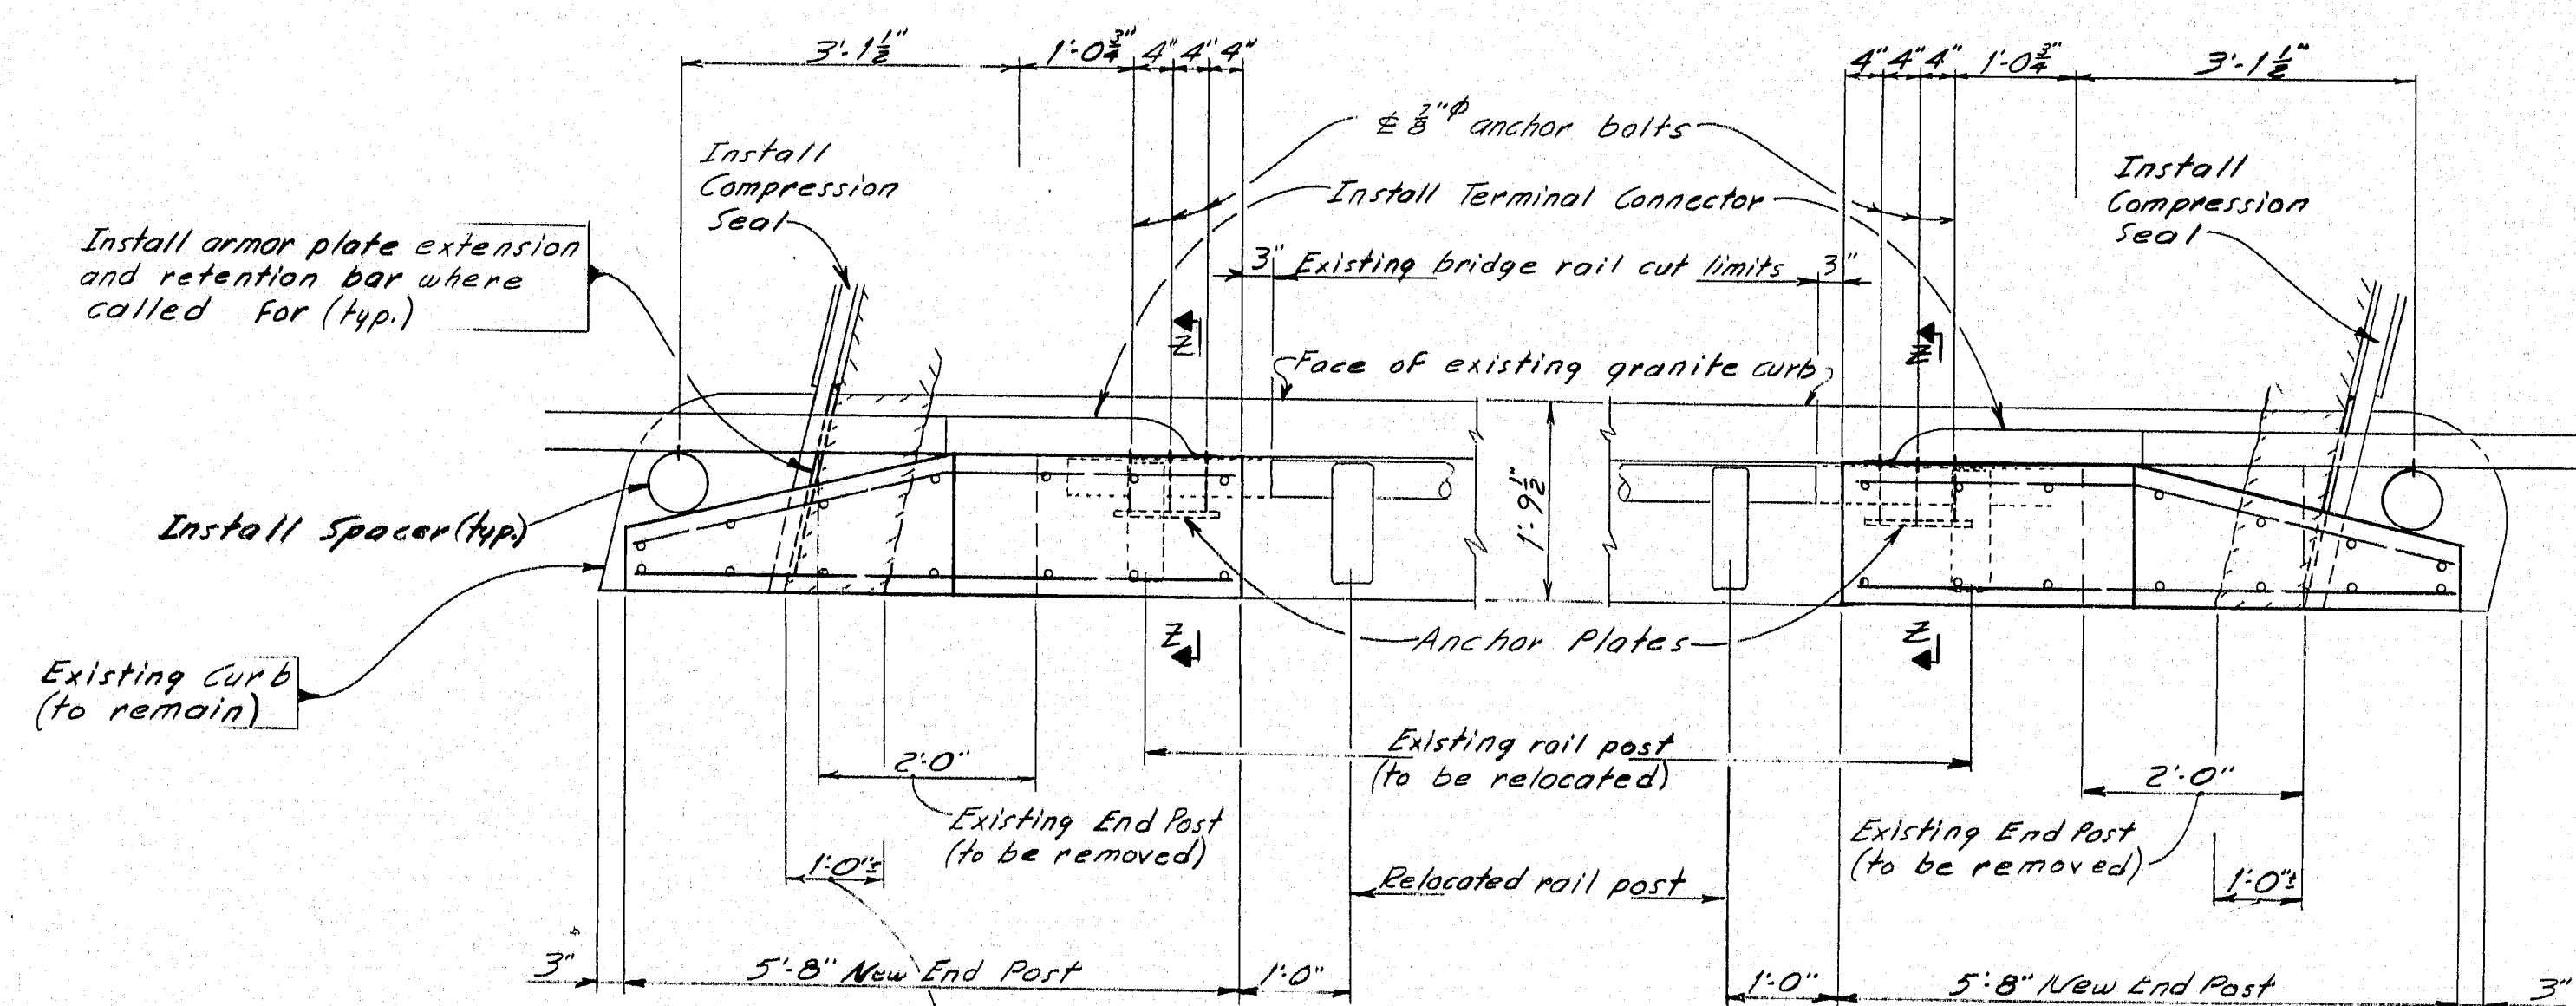 3'-1½" 1'-0¾" 4" 4" 4"
4" 4" 4" 1'-0¾" 3'-1½"
℄ ⅞"ϕ anchor bolts
Install
Compression
Seal
Install Terminal Connector
Install
Compression
Seal
Install armor plate extension
and retention bar where
called for (typ.)
3" Existing bridge rail cut limits 3"
Z Z
Face of existing granite curb
Install Spacer (typ.)
1'-9½"
Z Anchor Plates Z
Existing Curb
(to remain)
Existing rail post
(to be relocated)
2'-0" 2'-0"
Existing End Post
(to be removed)
Existing End Post
(to be removed)
1'-0"± Relocated rail post 1'-0"±
3" 5'-8" New End Post 1'-0" 1'-0" 5'-8" New End Post 3"